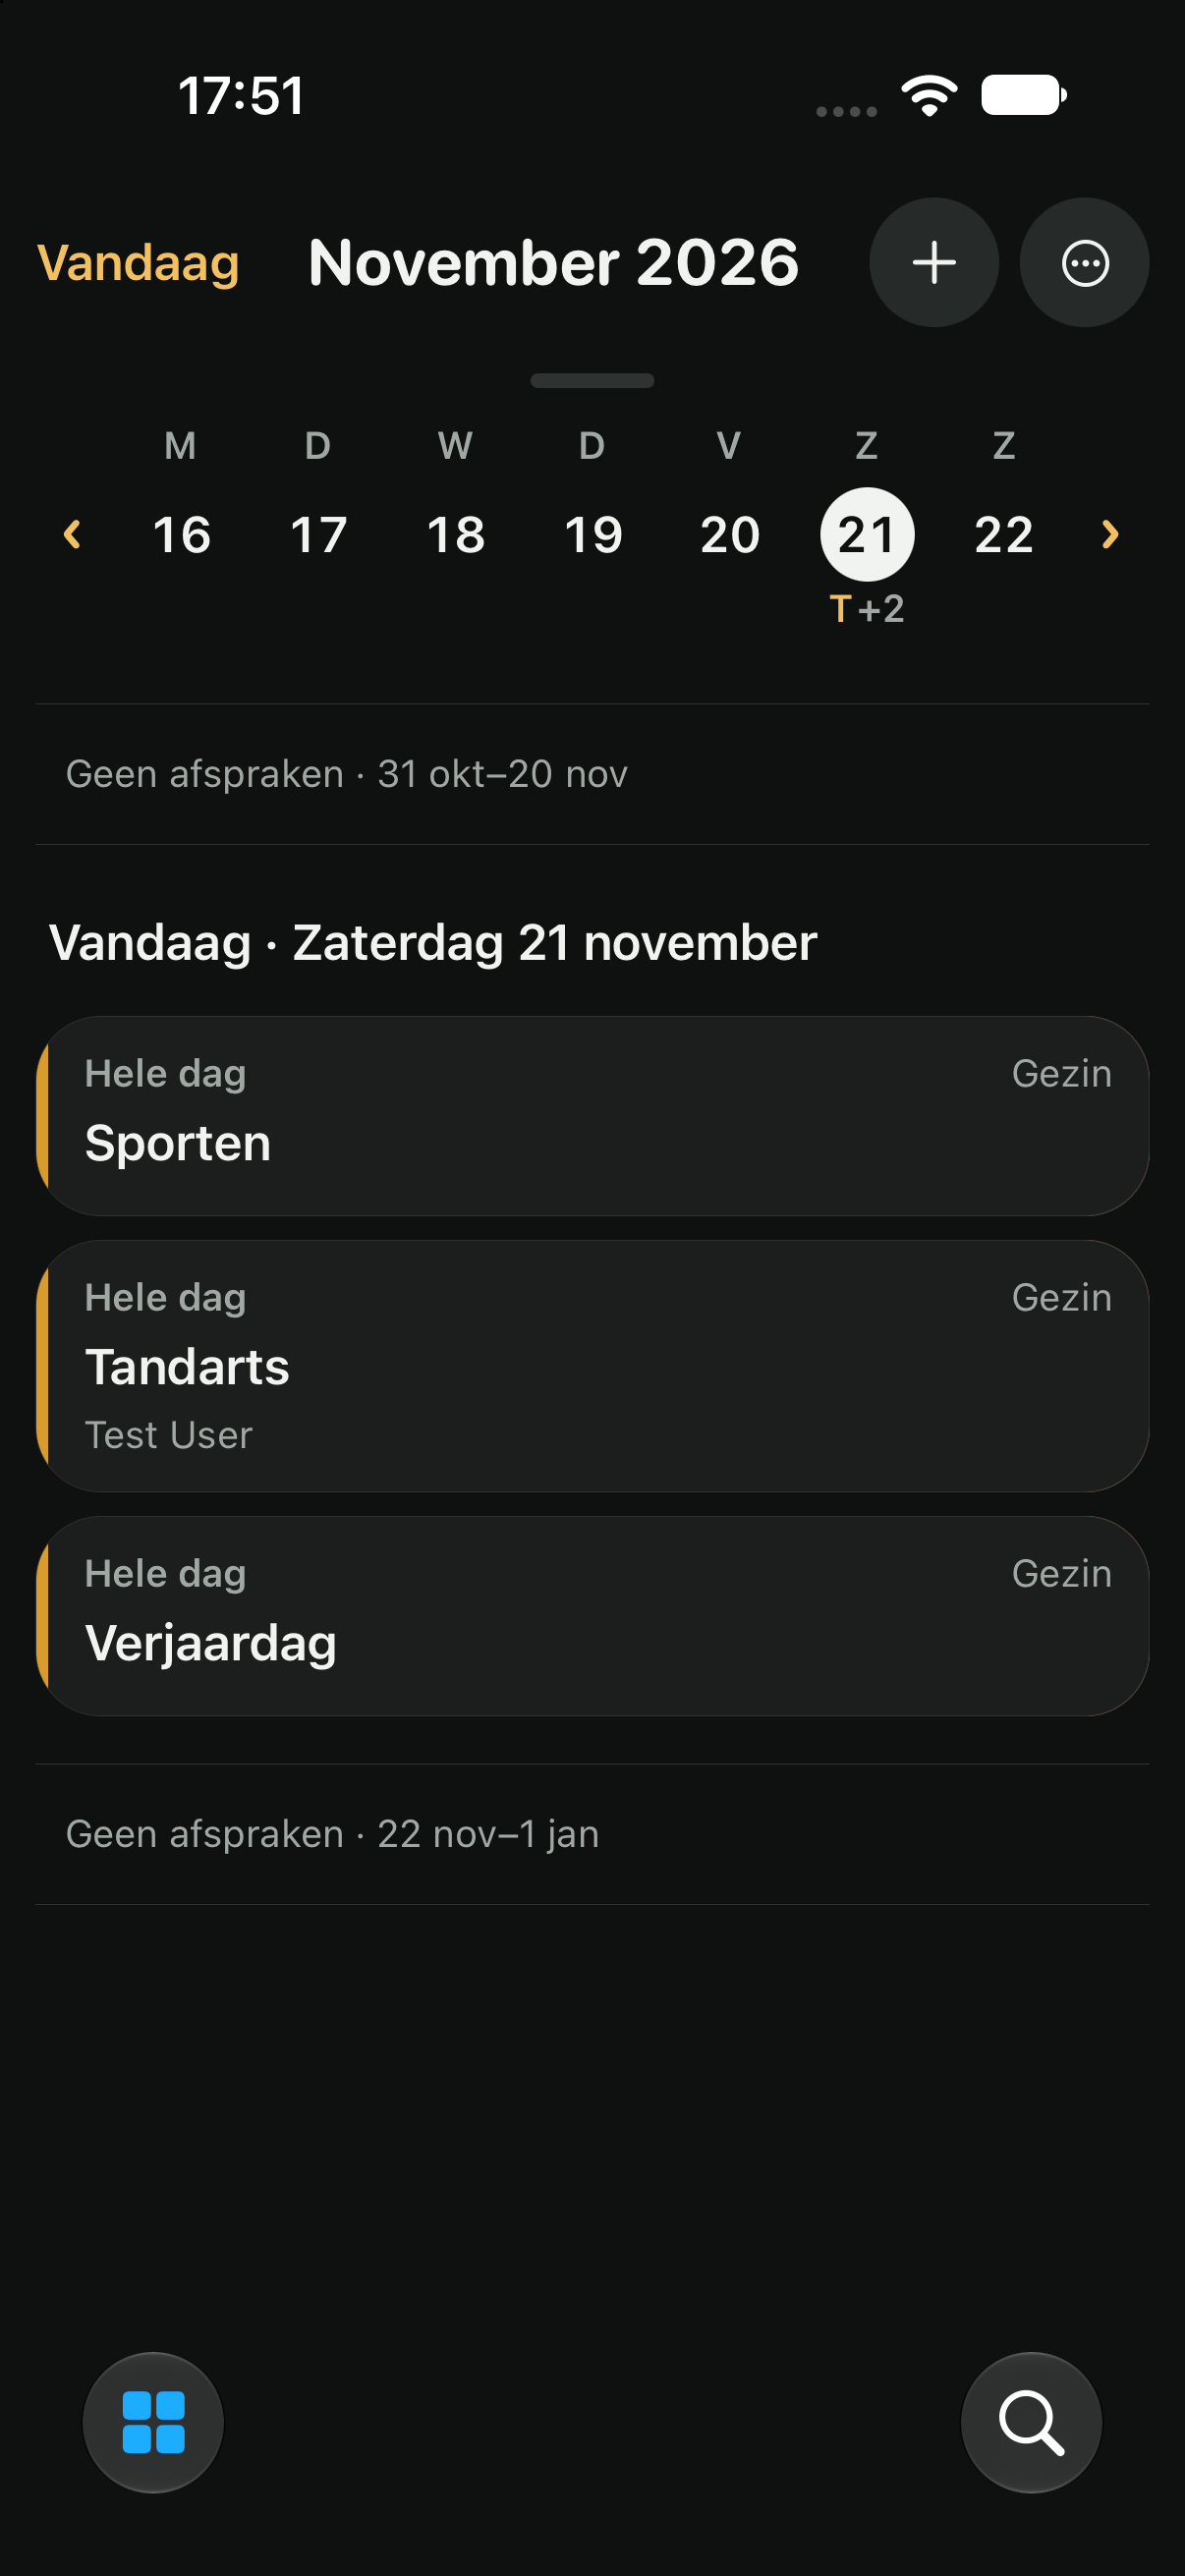 17:51
Vandaag November 2026
M D W D V Z Z
16 17 18 19 20 21 22
T+2
Geen afspraken · 31 okt–20 nov
Vandaag · Zaterdag 21 november
Hele dag Gezin
Sporten
Hele dag Gezin
Tandarts
Test User
Hele dag Gezin
Verjaardag
Geen afspraken · 22 nov–1 jan